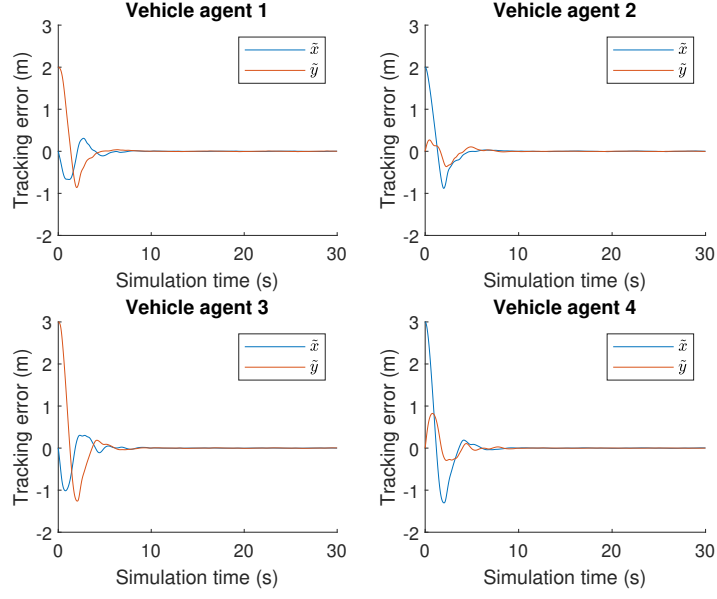 Vehicle agent 1
3
2
1
0
-1
-2
Tracking error (m)
x̃
ỹ
0 10 20 30
Simulation time (s)
Vehicle agent 2
3
2
1
0
-1
-2
Tracking error (m)
x̃
ỹ
0 10 20 30
Simulation time (s)
Vehicle agent 3
3
2
1
0
-1
-2
Tracking error (m)
x̃
ỹ
0 10 20 30
Simulation time (s)
Vehicle agent 4
3
2
1
0
-1
-2
Tracking error (m)
x̃
ỹ
0 10 20 30
Simulation time (s)